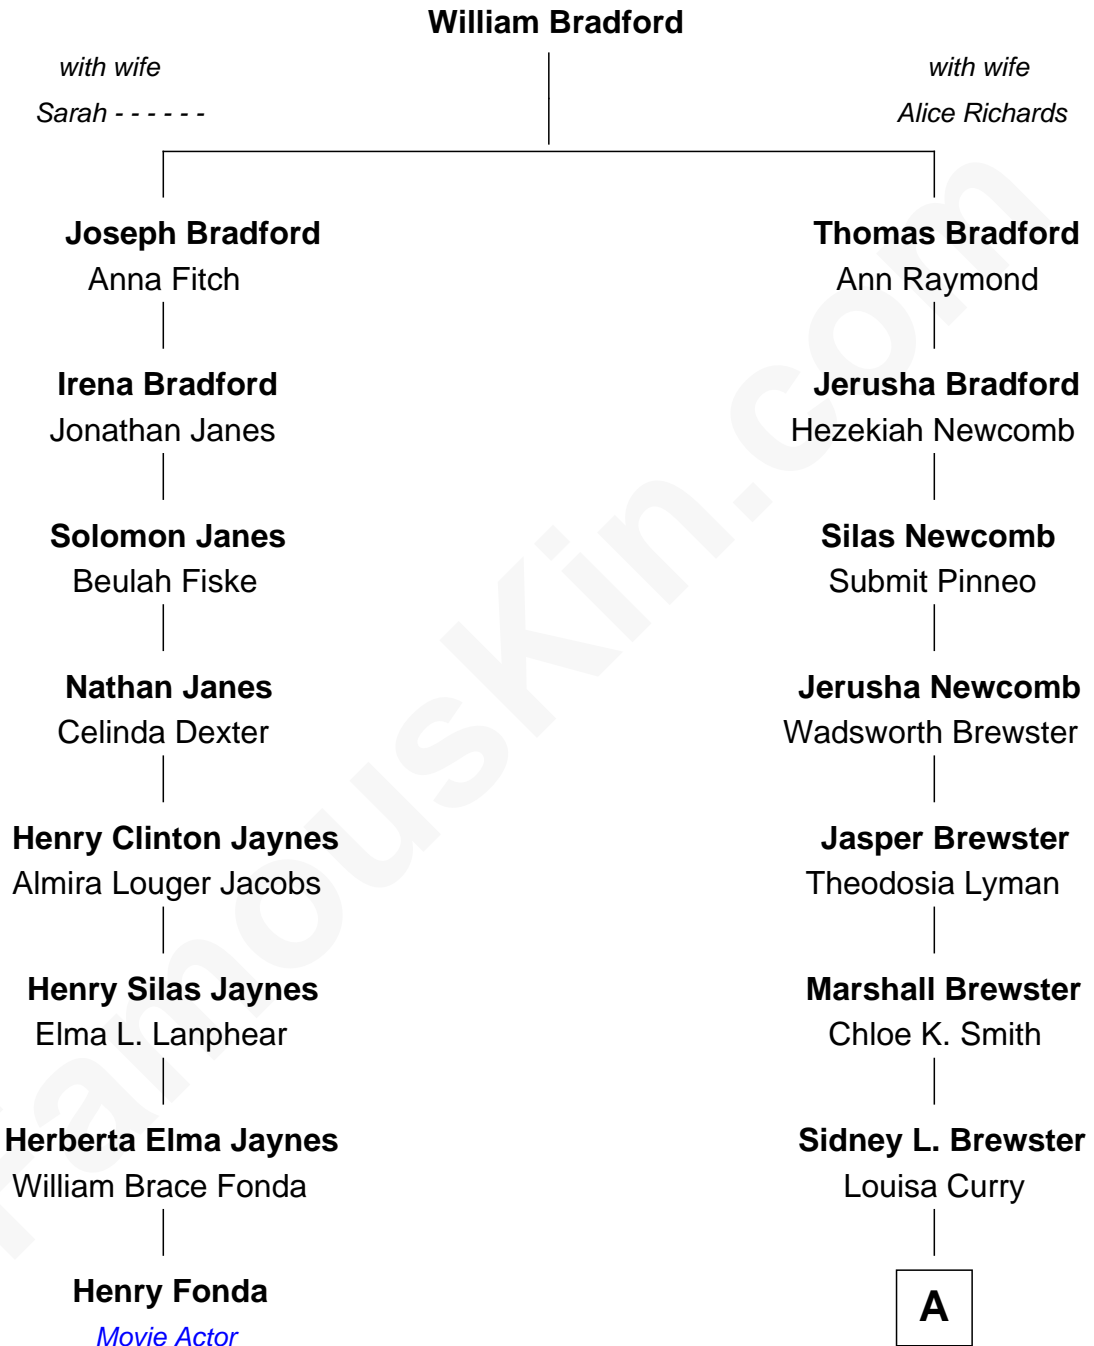 William Bradford
with wife
Sarah - - - - - -
with wife
Alice Richards
Joseph Bradford
Anna Fitch
Thomas Bradford
Ann Raymond
Irena Bradford
Jonathan Janes
Jerusha Bradford
Hezekiah Newcomb
Solomon Janes
Beulah Fiske
Silas Newcomb
Submit Pinneo
Nathan Janes
Celinda Dexter
Jerusha Newcomb
Wadsworth Brewster
Henry Clinton Jaynes
Almira Louger Jacobs
Jasper Brewster
Theodosia Lyman
Henry Silas Jaynes
Elma L. Lanphear
Marshall Brewster
Chloe K. Smith
Herberta Elma Jaynes
William Brace Fonda
Sidney L. Brewster
Louisa Curry
Henry Fonda
Movie Actor
A
FamousKin.com